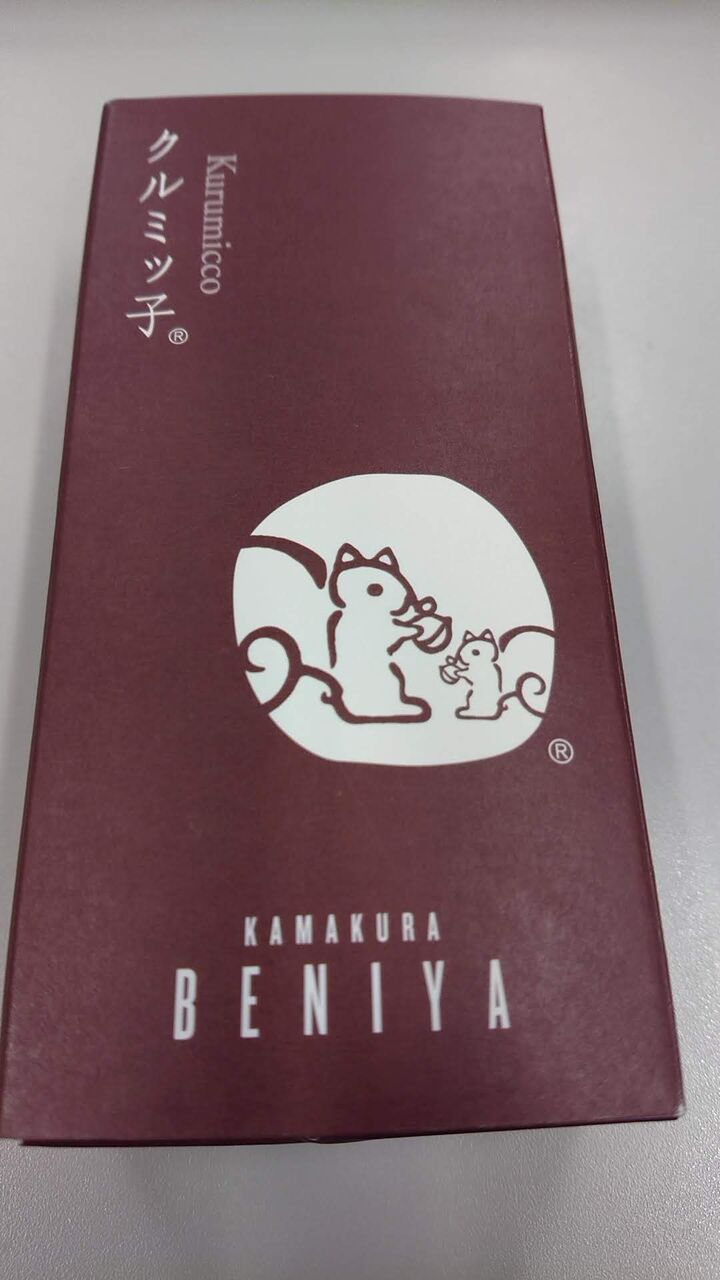 クルミッ子®
Kurumicco
®
KAMAKURA
BENIYA